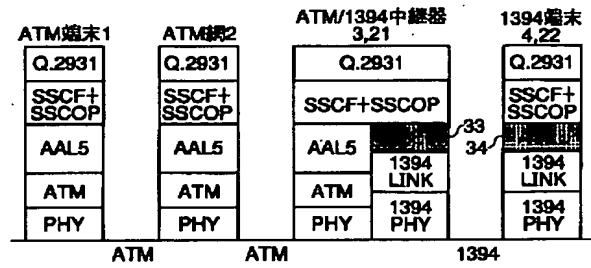 ATM端末1
Q.2931
SSCF+
SSCOP
AAL5
ATM
PHY
ATM網2
Q.2931
SSCF+
SSCOP
AAL5
ATM
PHY
ATM/1394中継器
3,21
Q.2931
SSCF+SSCOP
AAL5
ATM
PHY
33
1394
LINK
1394
PHY
1394端末
4,22
Q.2931
SSCF+
SSCOP
34
1394
LINK
1394
PHY
ATM
ATM
1394